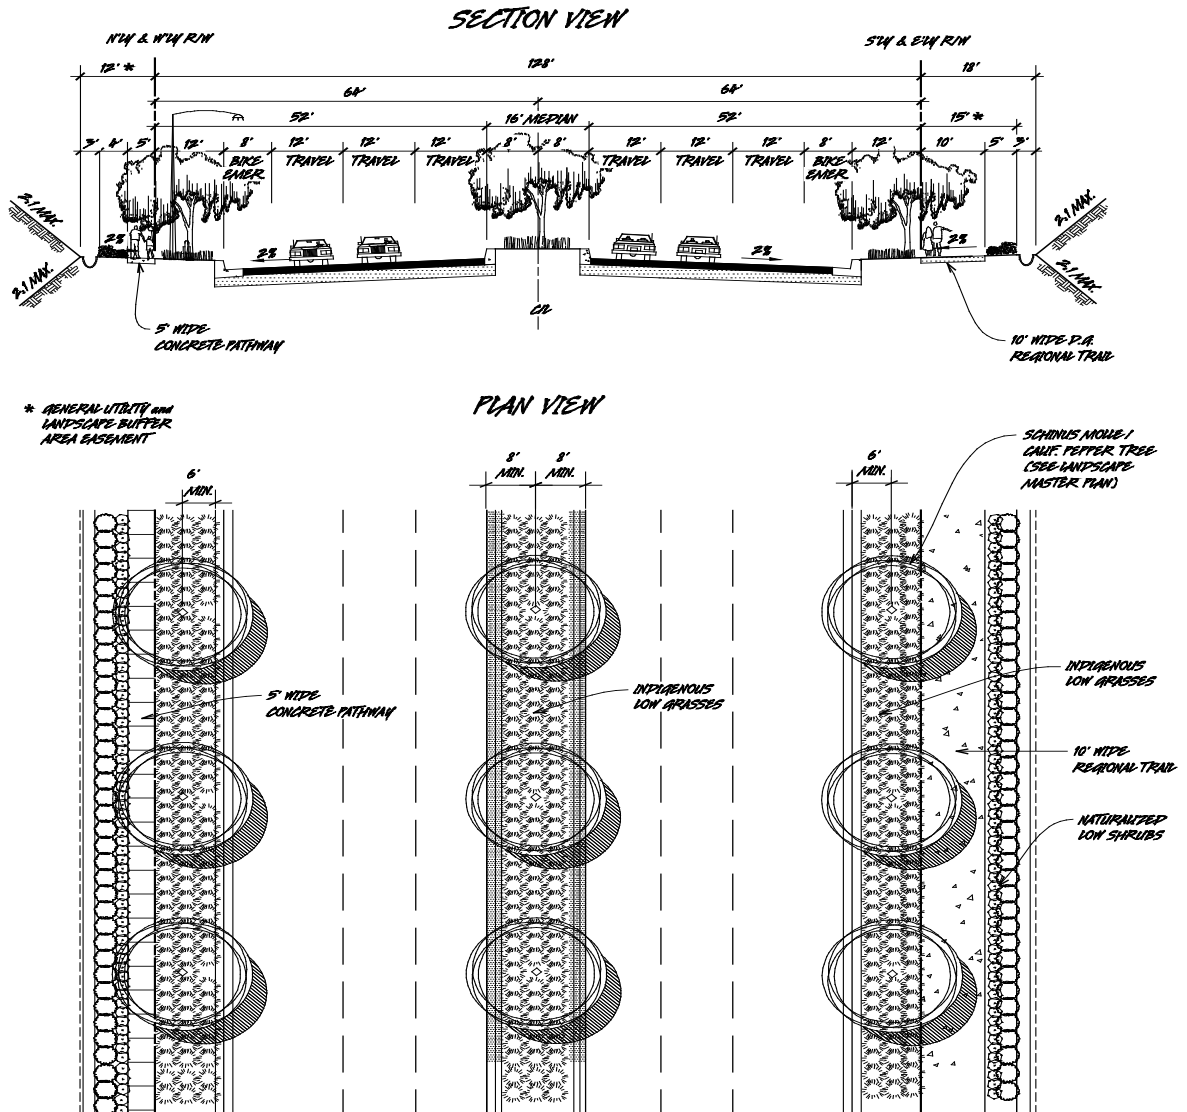 SECTION VIEW
N'LY & W'LY R/W
S'LY & E'LY R/W
12' *
128'
18'
64'
64'
52'
16' MEDIAN
52'
15' *
3'
4'
5'
12'
8'
12'
12'
12'
8'
8'
12'
12'
12'
8'
12'
10'
5'
3'
BIKE
EMER
TRAVEL
TRAVEL
TRAVEL
TRAVEL
TRAVEL
TRAVEL
BIKE
EMER
2:1 MAX.
2:1 MAX.
2%
2%
2%
2%
2:1 MAX.
2:1 MAX.
C/L
5' WIDE
CONCRETE PATHWAY
10' WIDE D.G.
REGIONAL TRAIL
PLAN VIEW
* GENERAL UTILITY and
LANDSCAPE BUFFER
AREA EASEMENT
6'
MIN.
8'
MIN.
8'
MIN.
6'
MIN.
SCHINUS MOLLE /
CALIF. PEPPER TREE
(SEE LANDSCAPE
MASTER PLAN)
5' WIDE
CONCRETE PATHWAY
INDIGENOUS
LOW GRASSES
INDIGENOUS
LOW GRASSES
10' WIDE
REGIONAL TRAIL
NATURALIZED
LOW SHRUBS